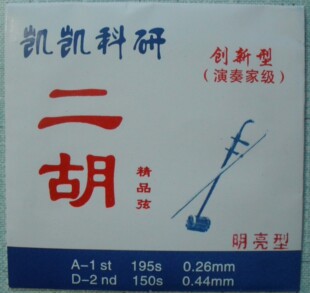 凯凯科研
创新型
(演奏家级)
二胡
精品弦
明亮型
A-1 st 195s 0.26mm
D-2 nd 150s 0.44mm